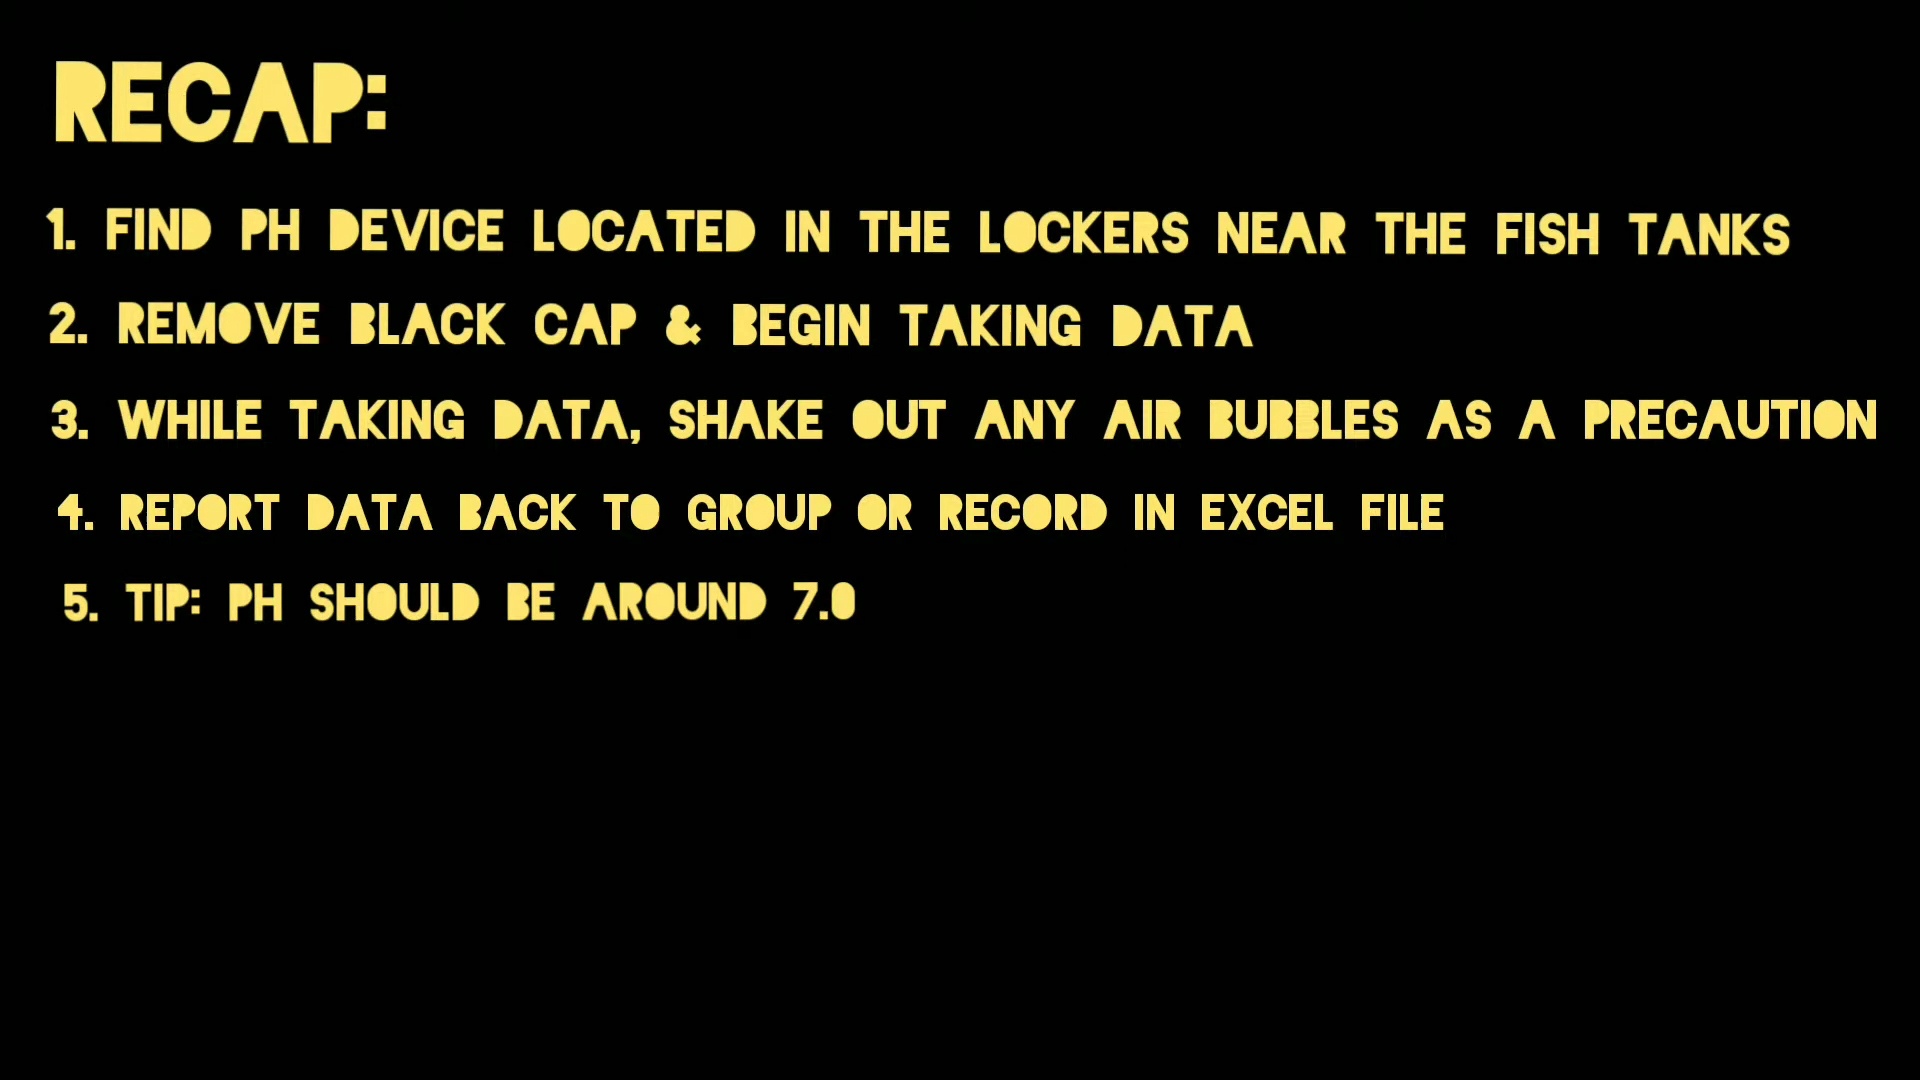 RECAP:
1. FIND PH DEVICE LOCATED IN THE LOCKERS NEAR THE FISH TANKS
2. REMOVE BLACK CAP & BEGIN TAKING DATA
3. WHILE TAKING DATA, SHAKE OUT ANY AIR BUBBLES AS A PRECAUTION
4. REPORT DATA BACK TO GROUP OR RECORD IN EXCEL FILE
5. TIP: PH SHOULD BE AROUND 7.0